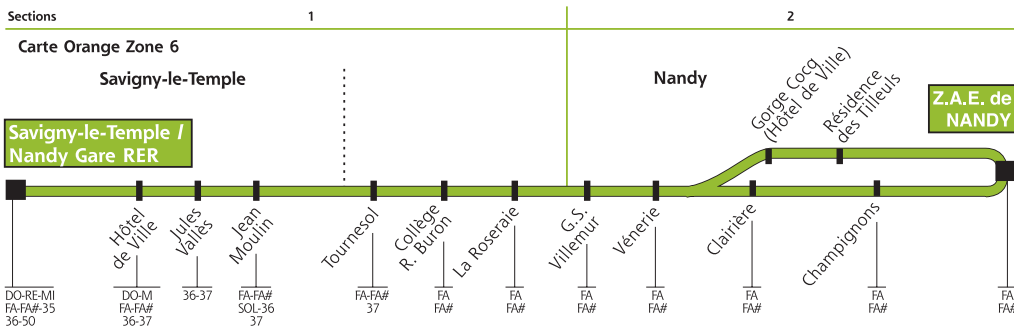 Sections 1 2
Carte Orange Zone 6
Savigny-le-Temple
Nandy
Savigny-le-Temple /
Nandy Gare RER
Gorge Cocq
(Hôtel de Ville)
Résidence
des Tilleuls
Z.A.E. de
NANDY
Hôtel
de Ville
Jules
Vallès
Jean
Moulin
Tournesol
Collège
R. Buron
La Roseraie
G.S.
Villemur
Vénerie
Clairière
Champignons
DO-RE-MI
FA-FA#-35
36-50
DO-M
FA-FA#
36-37
36-37
FA-FA#
SOL-36
37
FA-FA#
37
FA
FA#
FA
FA#
FA
FA#
FA
FA#
FA
FA#
FA
FA#
FA
FA#